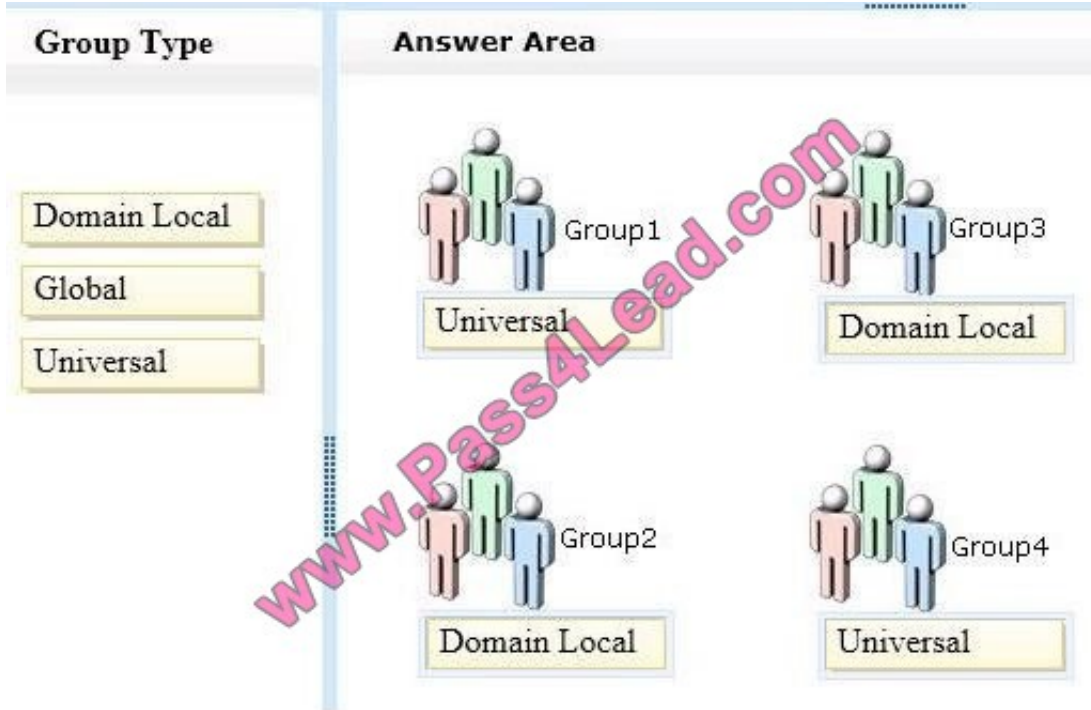 Group Type
Answer Area
Domain Local
Global
Universal
Group1
Universal
Group3
Domain Local
Group2
Domain Local
Group4
Universal
www.Pass4Lead.com